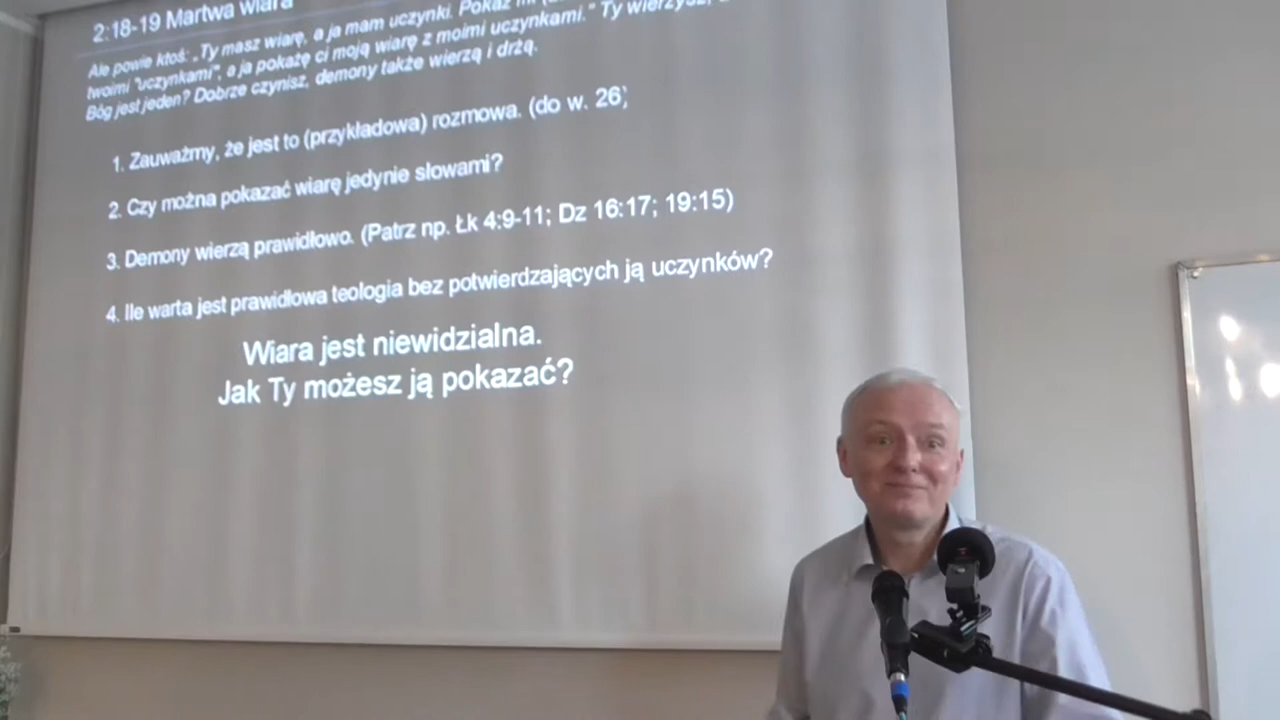 2:18-19 Martwa wiara
Ale powie ktoś: „Ty masz wiarę, a ja mam uczynki. Pokaż mi
twoimi "uczynkami", a ja pokażę ci moją wiarę z moimi uczynkami." Ty wierzysz,
Bóg jest jeden? Dobrze czynisz, demony także wierzą i drżą.
1. Zauważmy, że jest to (przykładowa) rozmowa. (do w. 26;
2. Czy można pokazać wiarę jedynie słowami?
3. Demony wierzą prawidłowo. (Patrz np. Łk 4:9-11; Dz 16:17; 19:15)
4. Ile warta jest prawidłowa teologia bez potwierdzających ją uczynków?
Wiara jest niewidzialna.
Jak Ty możesz ją pokazać?